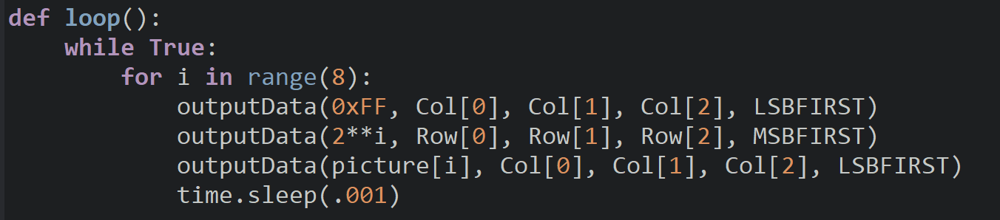 def loop():
    while True:
        for i in range(8):
            outputData(0xFF, Col[0], Col[1], Col[2], LSBFIRST)
            outputData(2**i, Row[0], Row[1], Row[2], MSBFIRST)
            outputData(picture[i], Col[0], Col[1], Col[2], LSBFIRST)
            time.sleep(.001)